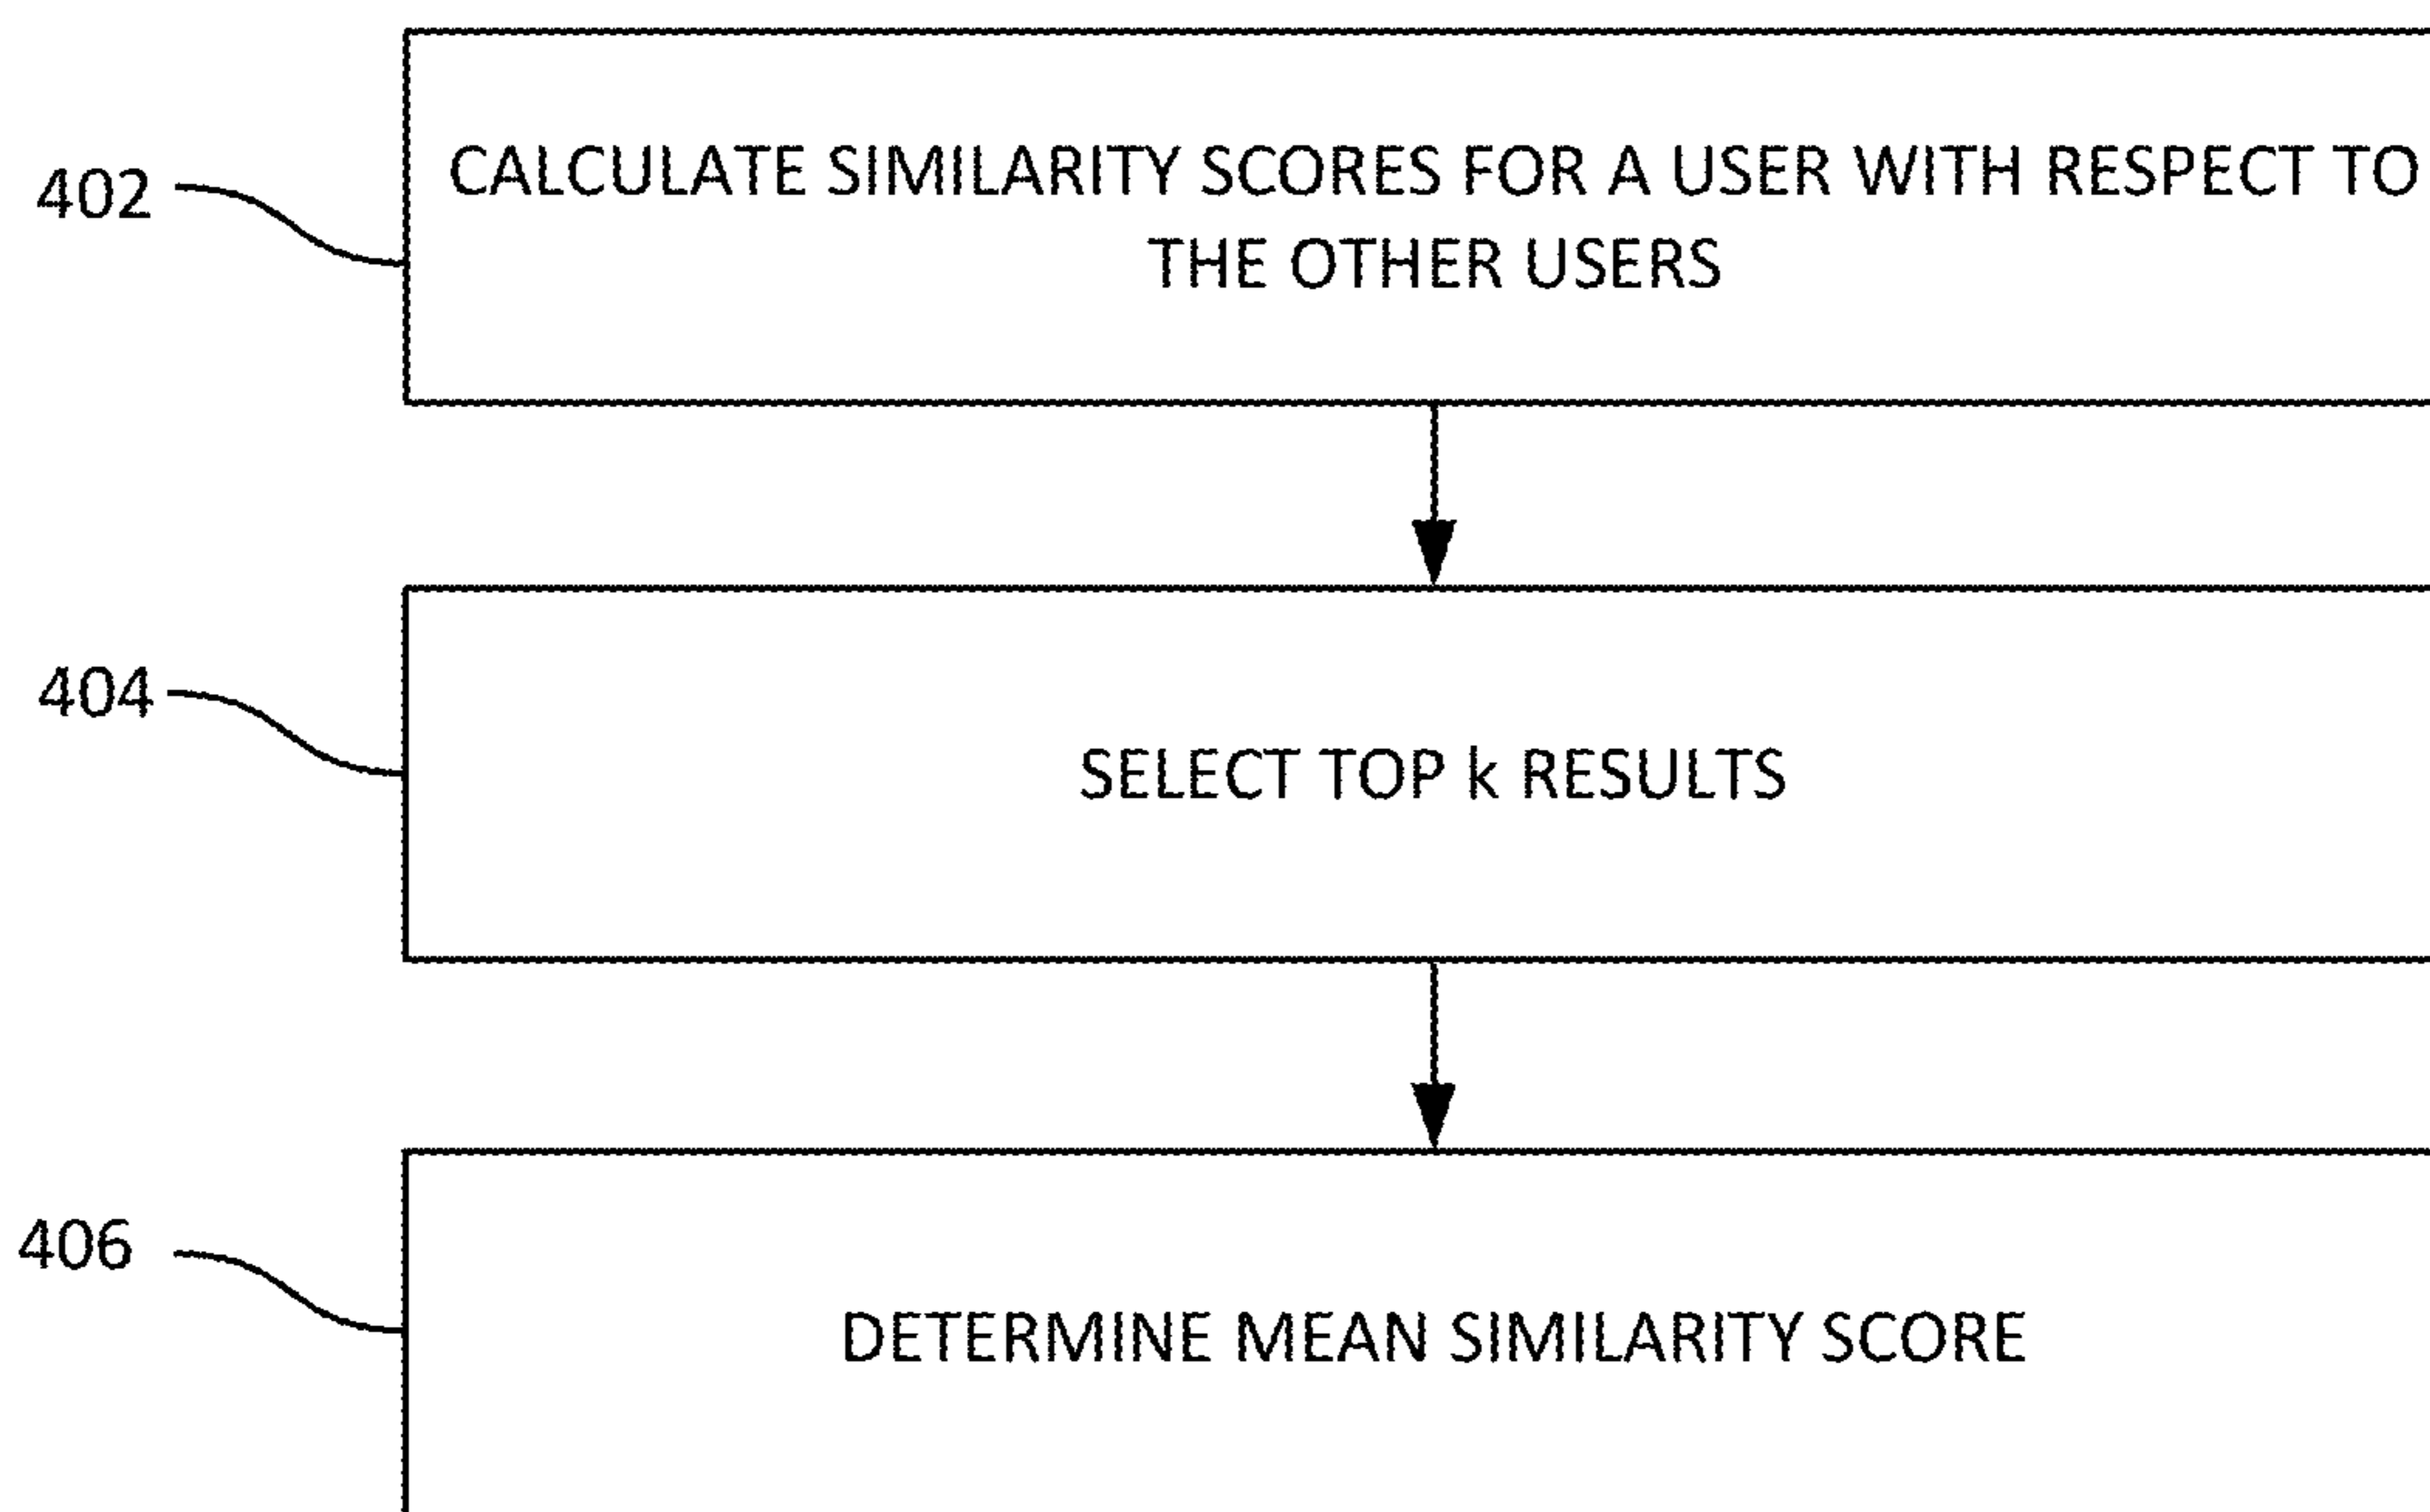 402
CALCULATE SIMILARITY SCORES FOR A USER WITH RESPECT TO
THE OTHER USERS
404
SELECT TOP k RESULTS
406
DETERMINE MEAN SIMILARITY SCORE